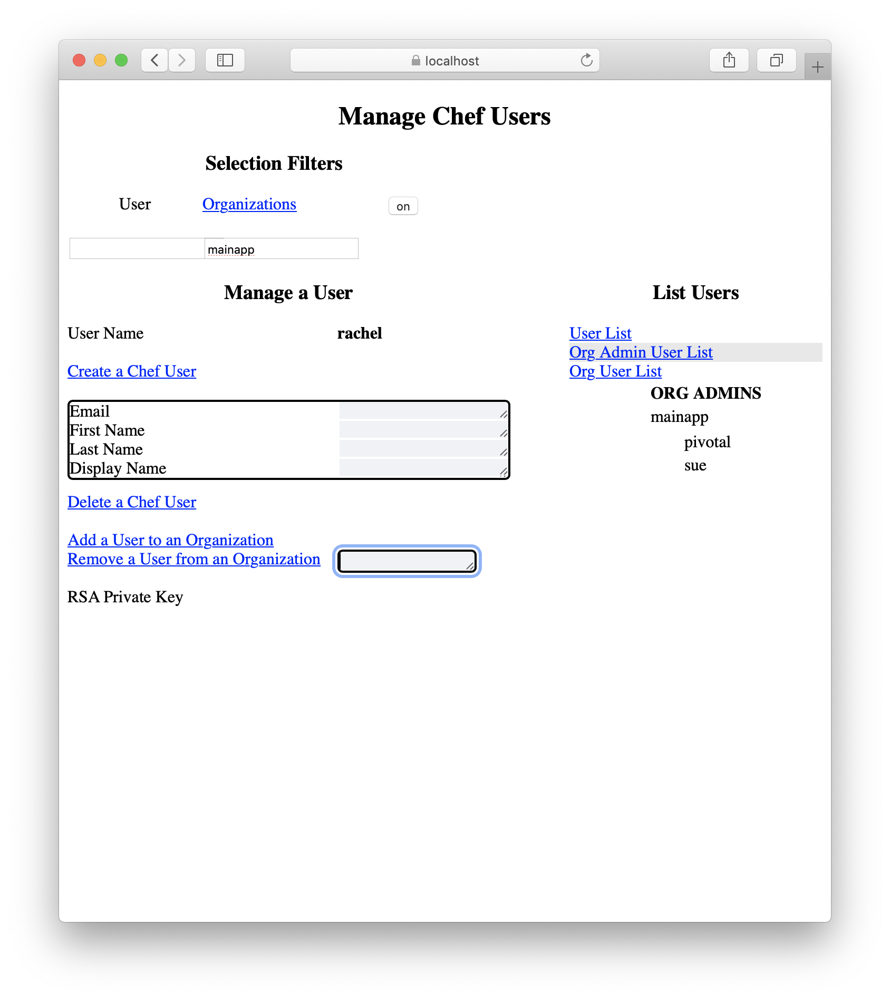 localhost
Manage Chef Users
Selection Filters
User Organizations on
mainapp
Manage a User
User Name rachel
Create a Chef User
Email
First Name
Last Name
Display Name
Delete a Chef User
Add a User to an Organization
Remove a User from an Organization
RSA Private Key
List Users
User List
Org Admin User List
Org User List
ORG ADMINS
mainapp
pivotal
sue